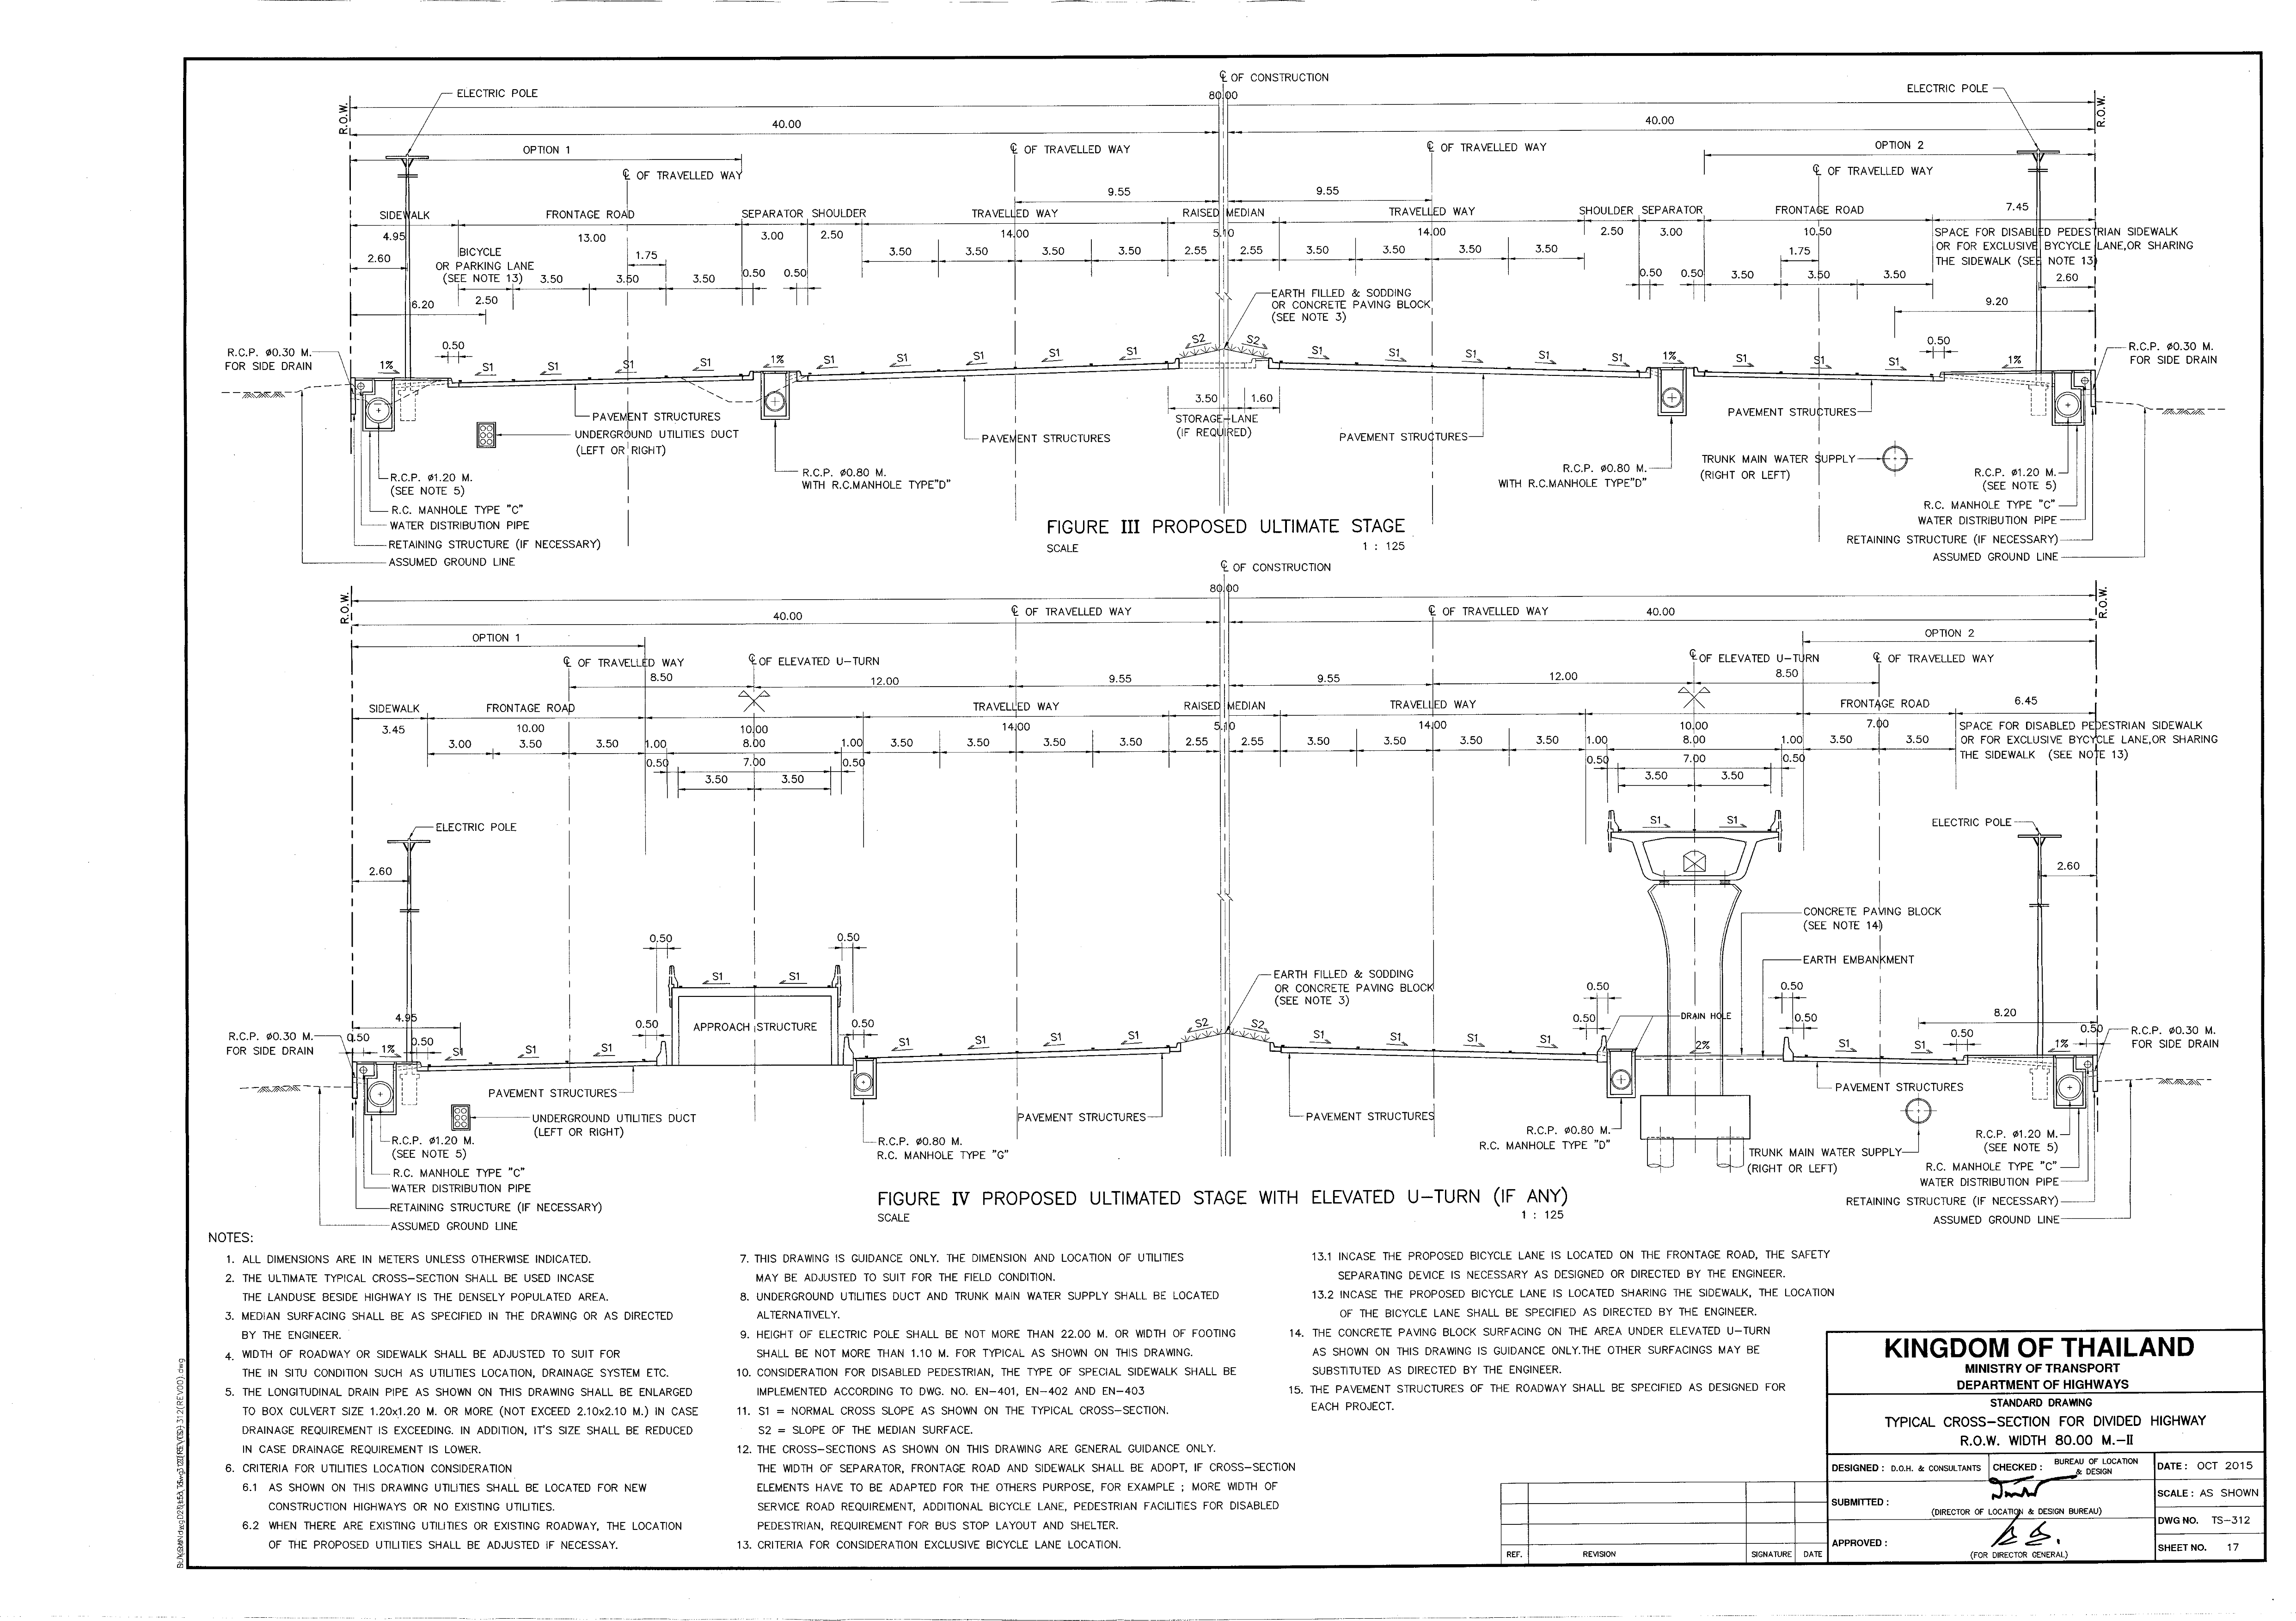 ℄ OF CONSTRUCTION
80.00
ELECTRIC POLE
ELECTRIC POLE
R.O.W.
R.O.W.
40.00
40.00
OPTION 1
℄ OF TRAVELLED WAY
℄ OF TRAVELLED WAY
OPTION 2
℄ OF TRAVELLED WAY
℄ OF TRAVELLED WAY
9.55
9.55
SIDEWALK
FRONTAGE ROAD
SEPARATOR
SHOULDER
TRAVELLED WAY
RAISED MEDIAN
TRAVELLED WAY
SHOULDER
SEPARATOR
FRONTAGE ROAD
7.45
4.95
13.00
3.00
2.50
14.00
5.10
14.00
2.50
3.00
10.50
SPACE FOR DISABLED PEDESTRIAN SIDEWALK
OR FOR EXCLUSIVE BYCYCLE LANE,OR SHARING
THE SIDEWALK (SEE NOTE 13)
2.60
BICYCLE
OR PARKING LANE
(SEE NOTE 13)
3.50
3.50
1.75
3.50
0.50
0.50
3.50
3.50
3.50
3.50
2.55
2.55
3.50
3.50
3.50
3.50
0.50
0.50
3.50
1.75
3.50
3.50
2.60
6.20
2.50
9.20
EARTH FILLED & SODDING
OR CONCRETE PAVING BLOCK
(SEE NOTE 3)
R.C.P. ø0.30 M.
FOR SIDE DRAIN
0.50
1%
S1
S1
S1
S1
1%
S1
S1
S1
S1
S1
S2
S2
S1
S1
S1
S1
S1
1%
S1
S1
S1
0.50
1%
R.C.P. ø0.30 M.
FOR SIDE DRAIN
3.50
1.60
STORAGE-LANE
(IF REQUIRED)
PAVEMENT STRUCTURES
UNDERGROUND UTILITIES DUCT
(LEFT OR RIGHT)
PAVEMENT STRUCTURES
PAVEMENT STRUCTURES
PAVEMENT STRUCTURES
R.C.P. ø0.80 M.
WITH R.C.MANHOLE TYPE"D"
R.C.P. ø0.80 M.
WITH R.C.MANHOLE TYPE"D"
TRUNK MAIN WATER SUPPLY
(RIGHT OR LEFT)
R.C.P. ø1.20 M.
(SEE NOTE 5)
R.C. MANHOLE TYPE "C"
WATER DISTRIBUTION PIPE
RETAINING STRUCTURE (IF NECESSARY)
ASSUMED GROUND LINE
R.C.P. ø1.20 M.
(SEE NOTE 5)
R.C. MANHOLE TYPE "C"
WATER DISTRIBUTION PIPE
RETAINING STRUCTURE (IF NECESSARY)
ASSUMED GROUND LINE
FIGURE III PROPOSED ULTIMATE STAGE
SCALE 1 : 125
℄ OF CONSTRUCTION
80.00
R.O.W.
R.O.W.
40.00
℄ OF TRAVELLED WAY
℄ OF TRAVELLED WAY
40.00
OPTION 1
OPTION 2
℄ OF TRAVELLED WAY
℄ OF ELEVATED U-TURN
℄ OF ELEVATED U-TURN
℄ OF TRAVELLED WAY
8.50
12.00
9.55
9.55
12.00
8.50
SIDEWALK
FRONTAGE ROAD
TRAVELLED WAY
RAISED MEDIAN
TRAVELLED WAY
FRONTAGE ROAD
6.45
3.45
10.00
10.00
14.00
5.10
14.00
10.00
7.00
SPACE FOR DISABLED PEDESTRIAN SIDEWALK
OR FOR EXCLUSIVE BYCYCLE LANE,OR SHARING
THE SIDEWALK (SEE NOTE 13)
3.00
3.50
3.50
1.00
8.00
1.00
3.50
3.50
3.50
3.50
2.55
2.55
3.50
3.50
3.50
3.50
1.00
8.00
1.00
3.50
3.50
0.50
7.00
0.50
0.50
7.00
0.50
3.50
3.50
3.50
3.50
ELECTRIC POLE
ELECTRIC POLE
S1
S1
2.60
2.60
CONCRETE PAVING BLOCK
(SEE NOTE 14)
EARTH EMBANKMENT
0.50
0.50
S1
S1
EARTH FILLED & SODDING
OR CONCRETE PAVING BLOCK
(SEE NOTE 3)
0.50
0.50
4.95
APPROACH STRUCTURE
0.50
0.50
0.50
DRAIN HOLE
0.50
8.20
R.C.P. ø0.30 M.
FOR SIDE DRAIN
0.50
1%
0.50
S1
S1
S1
S1
S1
S1
S1
S2
S2
S1
S1
S1
S1
2%
S1
S1
0.50
1%
0.50
R.C.P. ø0.30 M.
FOR SIDE DRAIN
PAVEMENT STRUCTURES
UNDERGROUND UTILITIES DUCT
(LEFT OR RIGHT)
PAVEMENT STRUCTURES
PAVEMENT STRUCTURES
PAVEMENT STRUCTURES
R.C.P. ø0.80 M.
R.C. MANHOLE TYPE "G"
R.C.P. ø0.80 M.
R.C. MANHOLE TYPE "D"
TRUNK MAIN WATER SUPPLY
(RIGHT OR LEFT)
R.C.P. ø1.20 M.
(SEE NOTE 5)
R.C. MANHOLE TYPE "C"
WATER DISTRIBUTION PIPE
RETAINING STRUCTURE (IF NECESSARY)
ASSUMED GROUND LINE
R.C.P. ø1.20 M.
(SEE NOTE 5)
R.C. MANHOLE TYPE "C"
WATER DISTRIBUTION PIPE
RETAINING STRUCTURE (IF NECESSARY)
ASSUMED GROUND LINE
FIGURE IV PROPOSED ULTIMATED STAGE WITH ELEVATED U-TURN (IF ANY)
SCALE 1 : 125
NOTES:
1. ALL DIMENSIONS ARE IN METERS UNLESS OTHERWISE INDICATED.
2. THE ULTIMATE TYPICAL CROSS-SECTION SHALL BE USED INCASE
THE LANDUSE BESIDE HIGHWAY IS THE DENSELY POPULATED AREA.
3. MEDIAN SURFACING SHALL BE AS SPECIFIED IN THE DRAWING OR AS DIRECTED
BY THE ENGINEER.
4. WIDTH OF ROADWAY OR SIDEWALK SHALL BE ADJUSTED TO SUIT FOR
THE IN SITU CONDITION SUCH AS UTILITIES LOCATION, DRAINAGE SYSTEM ETC.
5. THE LONGITUDINAL DRAIN PIPE AS SHOWN ON THIS DRAWING SHALL BE ENLARGED
TO BOX CULVERT SIZE 1.20x1.20 M. OR MORE (NOT EXCEED 2.10x2.10 M.) IN CASE
DRAINAGE REQUIREMENT IS EXCEEDING. IN ADDITION, IT'S SIZE SHALL BE REDUCED
IN CASE DRAINAGE REQUIREMENT IS LOWER.
6. CRITERIA FOR UTILITIES LOCATION CONSIDERATION
6.1 AS SHOWN ON THIS DRAWING UTILITIES SHALL BE LOCATED FOR NEW
CONSTRUCTION HIGHWAYS OR NO EXISTING UTILITIES.
6.2 WHEN THERE ARE EXISTING UTILITIES OR EXISTING ROADWAY, THE LOCATION
OF THE PROPOSED UTILITIES SHALL BE ADJUSTED IF NECESSAY.
7. THIS DRAWING IS GUIDANCE ONLY. THE DIMENSION AND LOCATION OF UTILITIES
MAY BE ADJUSTED TO SUIT FOR THE FIELD CONDITION.
8. UNDERGROUND UTILITIES DUCT AND TRUNK MAIN WATER SUPPLY SHALL BE LOCATED
ALTERNATIVELY.
9. HEIGHT OF ELECTRIC POLE SHALL BE NOT MORE THAN 22.00 M. OR WIDTH OF FOOTING
SHALL BE NOT MORE THAN 1.10 M. FOR TYPICAL AS SHOWN ON THIS DRAWING.
10. CONSIDERATION FOR DISABLED PEDESTRIAN, THE TYPE OF SPECIAL SIDEWALK SHALL BE
IMPLEMENTED ACCORDING TO DWG. NO. EN-401, EN-402 AND EN-403
11. S1 = NORMAL CROSS SLOPE AS SHOWN ON THE TYPICAL CROSS-SECTION.
S2 = SLOPE OF THE MEDIAN SURFACE.
12. THE CROSS-SECTIONS AS SHOWN ON THIS DRAWING ARE GENERAL GUIDANCE ONLY.
THE WIDTH OF SEPARATOR, FRONTAGE ROAD AND SIDEWALK SHALL BE ADOPT, IF CROSS-SECTION
ELEMENTS HAVE TO BE ADAPTED FOR THE OTHERS PURPOSE, FOR EXAMPLE ; MORE WIDTH OF
SERVICE ROAD REQUIREMENT, ADDITIONAL BICYCLE LANE, PEDESTRIAN FACILITIES FOR DISABLED
PEDESTRIAN, REQUIREMENT FOR BUS STOP LAYOUT AND SHELTER.
13. CRITERIA FOR CONSIDERATION EXCLUSIVE BICYCLE LANE LOCATION.
13.1 INCASE THE PROPOSED BICYCLE LANE IS LOCATED ON THE FRONTAGE ROAD, THE SAFETY
SEPARATING DEVICE IS NECESSARY AS DESIGNED OR DIRECTED BY THE ENGINEER.
13.2 INCASE THE PROPOSED BICYCLE LANE IS LOCATED SHARING THE SIDEWALK, THE LOCATION
OF THE BICYCLE LANE SHALL BE SPECIFIED AS DIRECTED BY THE ENGINEER.
14. THE CONCRETE PAVING BLOCK SURFACING ON THE AREA UNDER ELEVATED U-TURN
AS SHOWN ON THIS DRAWING IS GUIDANCE ONLY.THE OTHER SURFACINGS MAY BE
SUBSTITUTED AS DIRECTED BY THE ENGINEER.
15. THE PAVEMENT STRUCTURES OF THE ROADWAY SHALL BE SPECIFIED AS DESIGNED FOR
EACH PROJECT.
KINGDOM OF THAILAND
MINISTRY OF TRANSPORT
DEPARTMENT OF HIGHWAYS
STANDARD DRAWING
TYPICAL CROSS-SECTION FOR DIVIDED HIGHWAY
R.O.W. WIDTH 80.00 M.-II
DESIGNED : D.O.H. & CONSULTANTS
CHECKED : BUREAU OF LOCATION & DESIGN
DATE : OCT 2015
SUBMITTED :
(DIRECTOR OF LOCATION & DESIGN BUREAU)
SCALE : AS SHOWN
DWG NO. TS-312
APPROVED :
(FOR DIRECTOR GENERAL)
SHEET NO. 17
REF.
REVISION
SIGNATURE
DATE